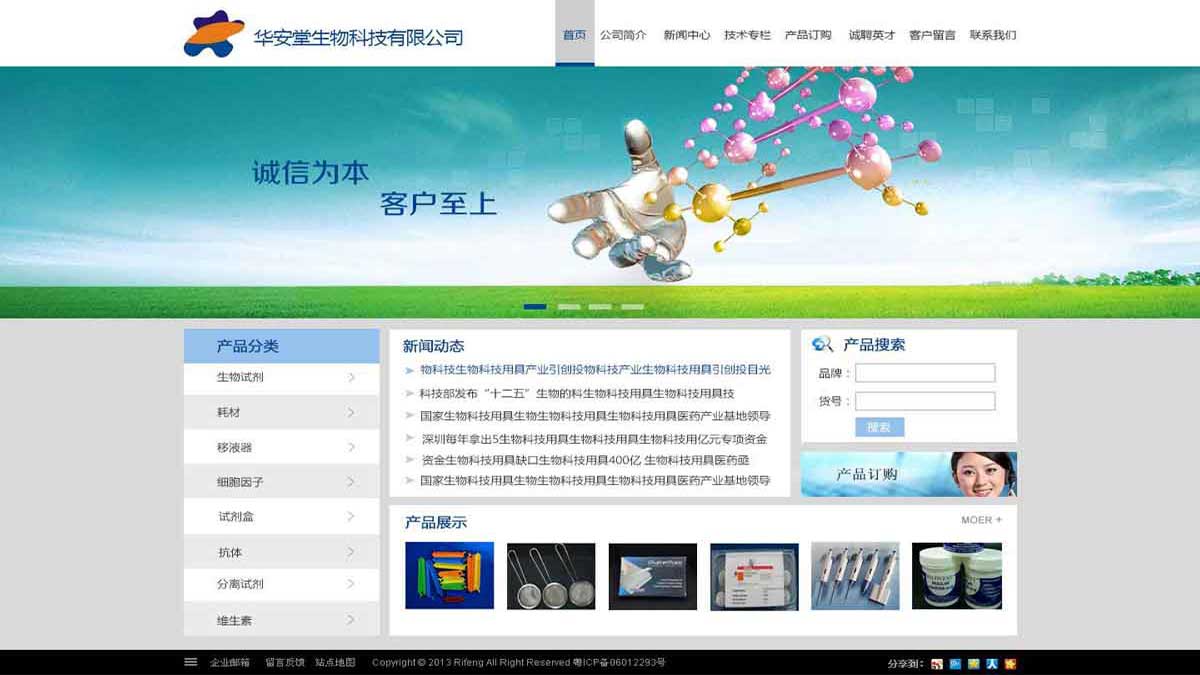 华安堂生物科技有限公司
首页 公司简介 新闻中心 技术专栏 产品订购 诚聘英才 客户留言 联系我们
诚信为本
客户至上
产品分类
生物试剂
耗材
移液器
细胞因子
试剂盒
抗体
分离试剂
维生素
新闻动态
物科技生物科技用具产业引创投物科技产业生物科技用具引创投目光
科技部发布“十二五”生物的科生物科技用具生物科技用具技
国家生物科技用具生物生物科技用具生物科技用具医药产业基地领导
深圳每年拿出5生物科技用具生物科技用具生物科技用亿元专项资金
资金生物科技用具缺口生物科技用具400亿 生物科技用具医药亟
国家生物科技用具生物生物科技用具生物科技用具医药产业基地领导
产品搜索
品牌：
货号：
搜索
产品订购
产品展示
MOER +
企业邮箱 留言反馈 站点地图 Copyright © 2013 Rifeng All Right Reserved 粤ICP备06012293号
分享到：